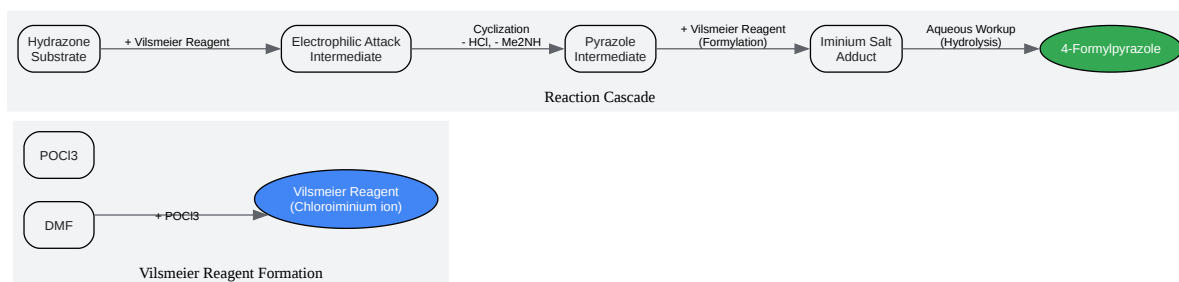 Hydrazone
Substrate
+ Vilsmeier Reagent
Electrophilic Attack
Intermediate
Cyclization
- HCl, - Me2NH
Pyrazole
Intermediate
+ Vilsmeier Reagent
(Formylation)
Iminium Salt
Adduct
Aqueous Workup
(Hydrolysis)
4-Formylpyrazole
Reaction Cascade
POCl3
DMF
+ POCl3
Vilsmeier Reagent
(Chloroiminium ion)
Vilsmeier Reagent Formation